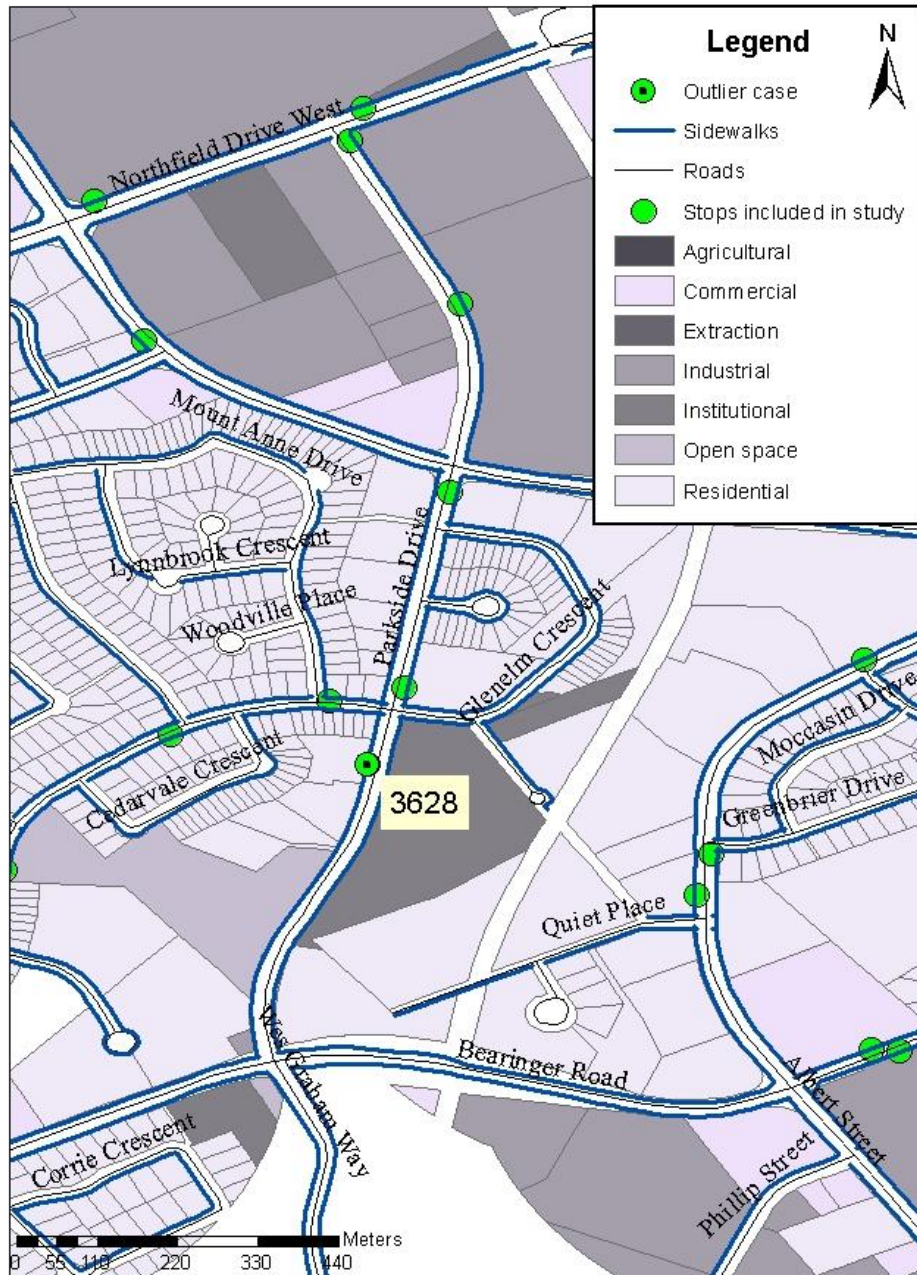 Legend
N
Outlier case
Sidewalks
Roads
Stops included in study
Agricultural
Commercial
Extraction
Industrial
Institutional
Open space
Residential
Northfield Drive West
Mount Anne Drive
Lynnbrook Crescent
Woodville Place
Parkside Drive
Glenelm Crescent
Cedarvale Crescent
3628
Moccasin Drive
Greenbrier Drive
Quiet Place
Wes Graham Way
Bearinger Road
Albert Street
Phillip Street
Corrie Crescent
Meters
0 55 110 220 330 440